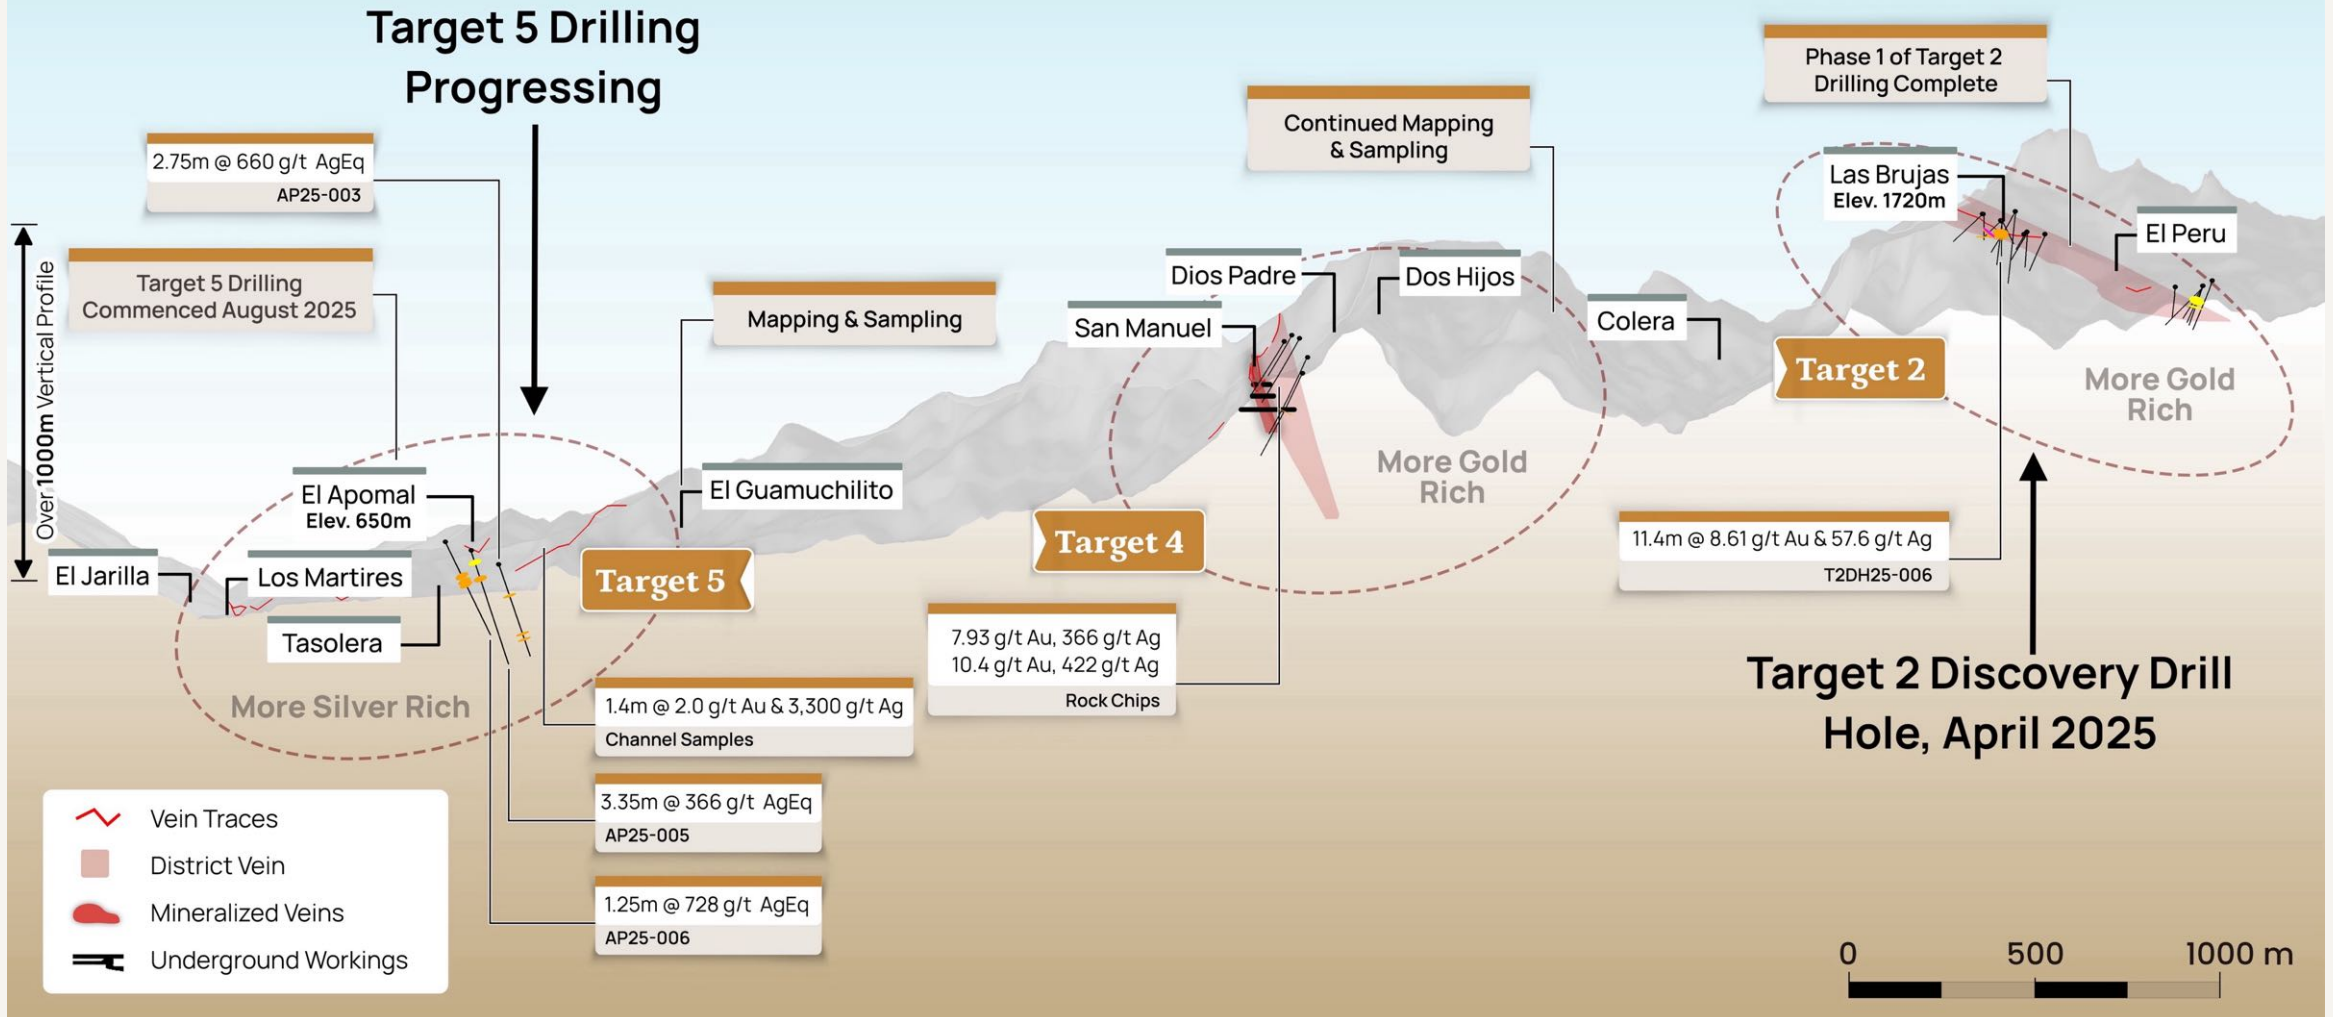 Target 5 Drilling
Progressing
Phase 1 of Target 2
Drilling Complete
Continued Mapping
& Sampling
2.75m @ 660 g/t AgEq
AP25-003
Las Brujas
Elev. 1720m
El Peru
Over 1000m Vertical Profile
Target 5 Drilling
Commenced August 2025
Mapping & Sampling
Dios Padre
Dos Hijos
San Manuel
Colera
Target 2
More Gold
Rich
More Gold
Rich
El Apomal
Elev. 650m
El Guamuchilito
Target 4
11.4m @ 8.61 g/t Au & 57.6 g/t Ag
T2DH25-006
El Jarilla
Los Martires
Target 5
Tasolera
More Silver Rich
7.93 g/t Au, 366 g/t Ag
10.4 g/t Au, 422 g/t Ag
Rock Chips
Target 2 Discovery Drill
Hole, April 2025
1.4m @ 2.0 g/t Au & 3,300 g/t Ag
Channel Samples
3.35m @ 366 g/t AgEq
AP25-005
1.25m @ 728 g/t AgEq
AP25-006
Vein Traces
District Vein
Mineralized Veins
Underground Workings
0 500 1000 m